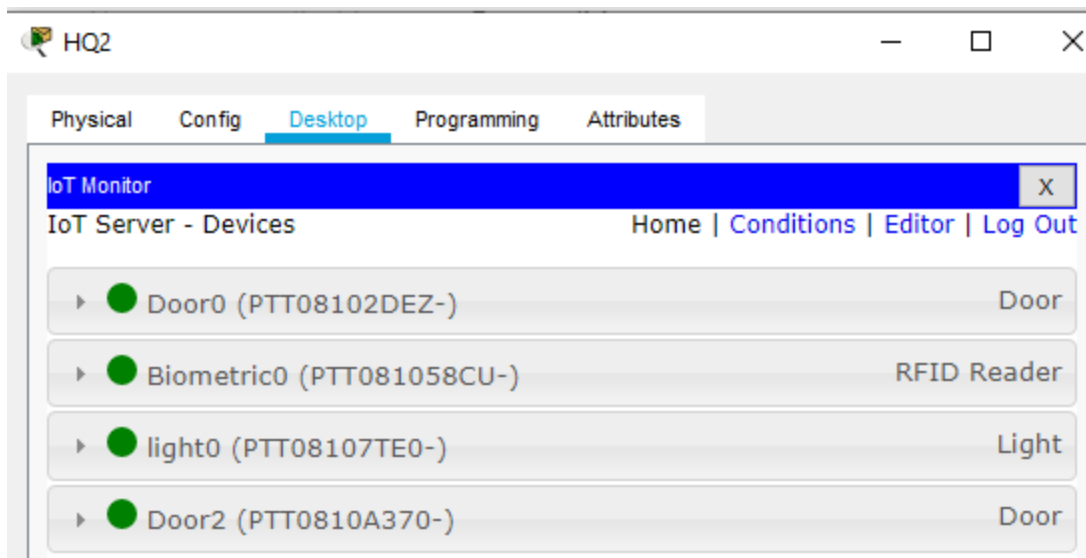 HQ2
Physical Config Desktop Programming Attributes
IoT Monitor X
IoT Server - Devices Home | Conditions | Editor | Log Out
Door0 (PTT08102DEZ-) Door
Biometric0 (PTT081058CU-) RFID Reader
light0 (PTT08107TE0-) Light
Door2 (PTT0810A370-) Door